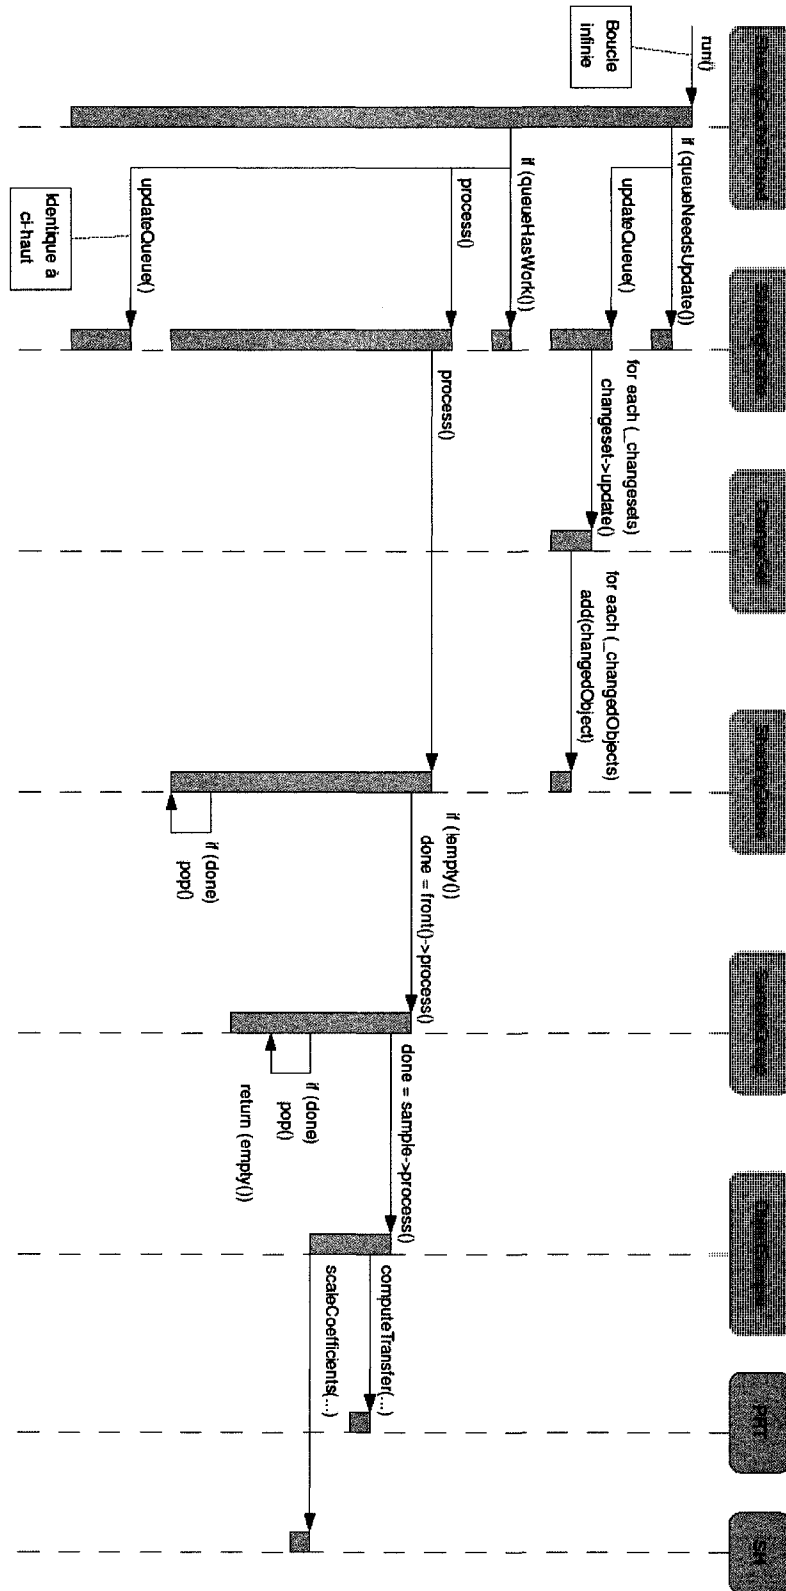 ChangeSet
SampleGroup
PRT
SH
run()
Boucle
infinie
if (queueNeedsUpdate())
updateQueue()
for each (_changesets)
changeset->update()
for each (_changedObjects)
add(changedObject)
if (queueHasWork())
process()
process()
if (!empty())
done = front()->process()
done = sample->process()
computeTransfer(...)
scaleCoefficients(...)
if (done)
pop()
return (empty())
if (done)
pop()
updateQueue()
Identique à
ci-haut